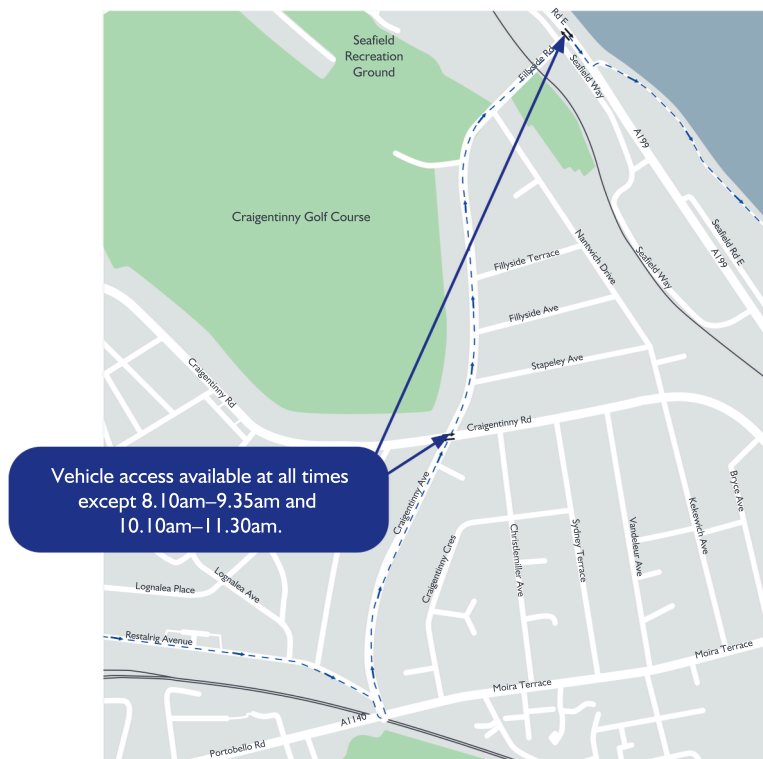 Rd E
Seafield
Recreation
Ground
Fillyside Rd
Seafield Way
A199
Craigentinny Golf Course
Nantwich Drive
Seafield Rd E
A199
Fillyside Terrace
Seafield Way
Fillyside Ave
Stapeley Ave
Craigentinny Rd
Craigentinny Rd
Vehicle access available at all times
except 8.10am–9.35am and
10.10am–11.30am.
Craigentinny Ave
Bryce Ave
Kekewich Ave
Vandeleur Ave
Sydney Terrace
Christiemiller Ave
Craigentinny Cres
Lognalea Ave
Lognalea Place
Restalrig Avenue
Moira Terrace
Moira Terrace
A1140
Portobello Rd